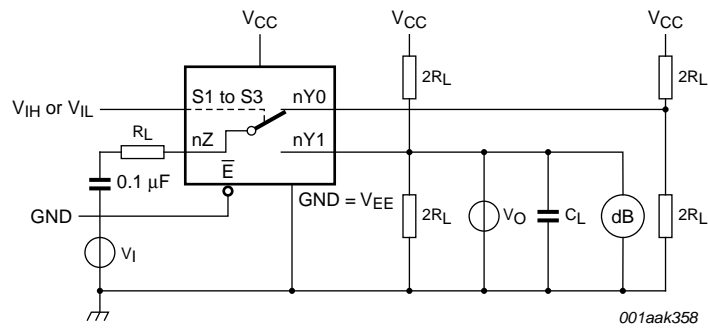 VCC VCC VCC
2RL 2RL
S1 to S3 nY0
VIH or VIL
RL nZ nY1
E̅
0.1 μF
GND = VEE
GND 2RL VO CL dB 2RL
VI
001aak358